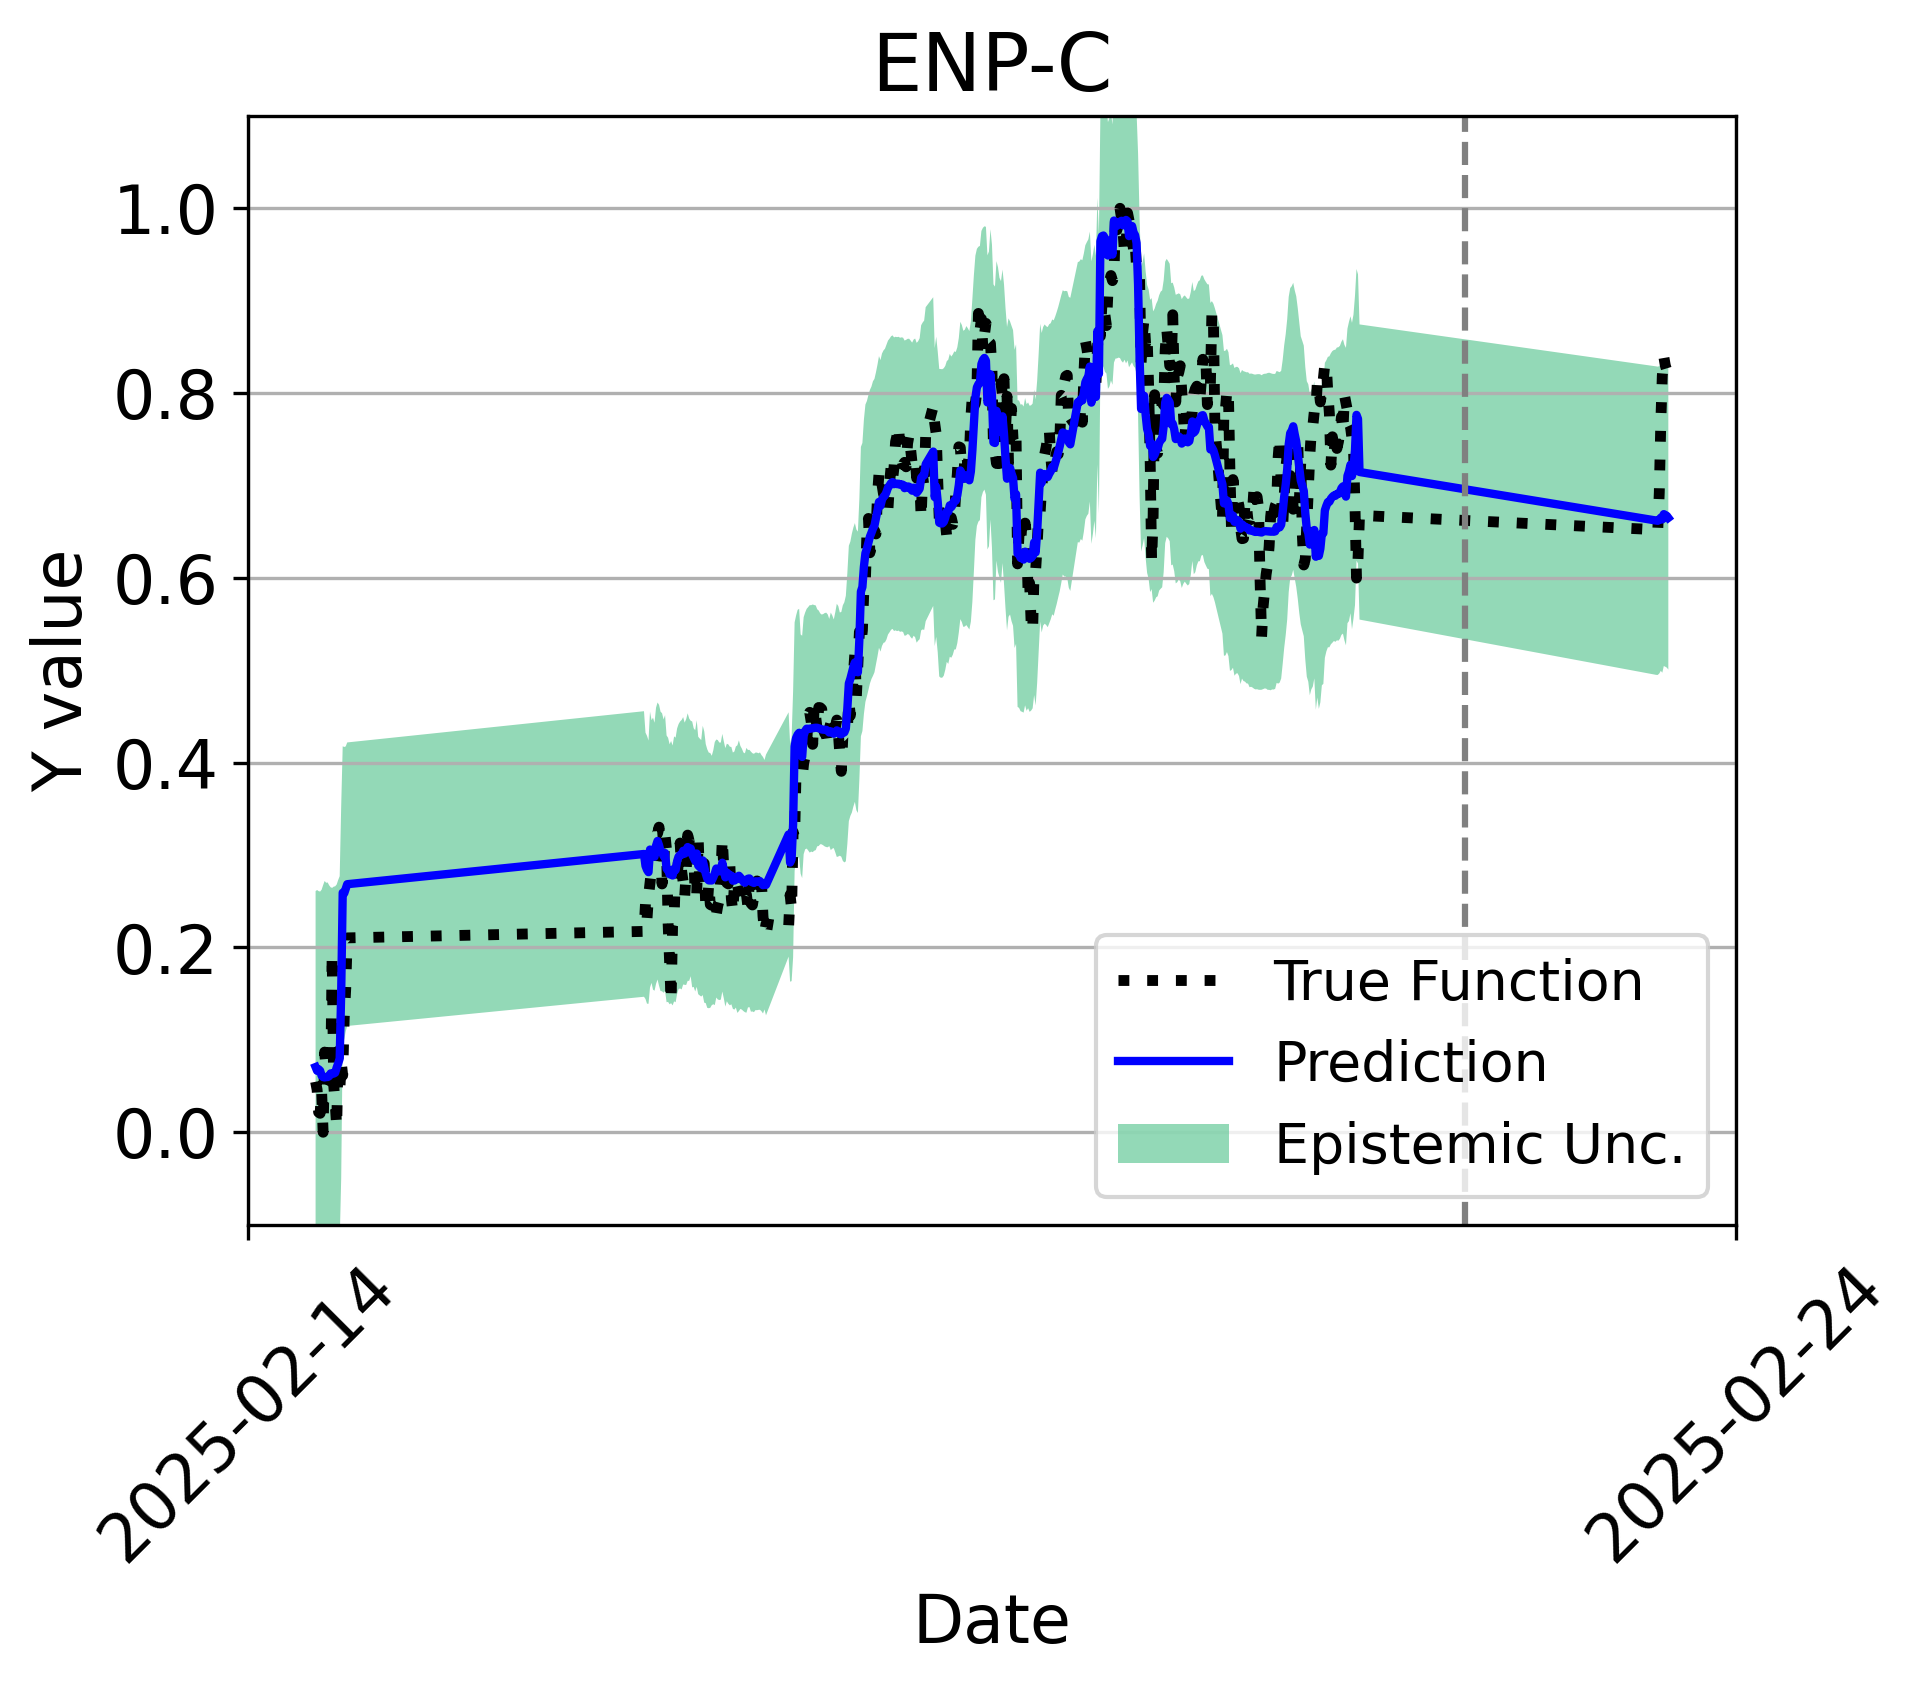 ENP-C
Y value
1.0
0.8
0.6
0.4
0.2
0.0
True Function
Prediction
Epistemic Unc.
2025-02-14
2025-02-24
Date